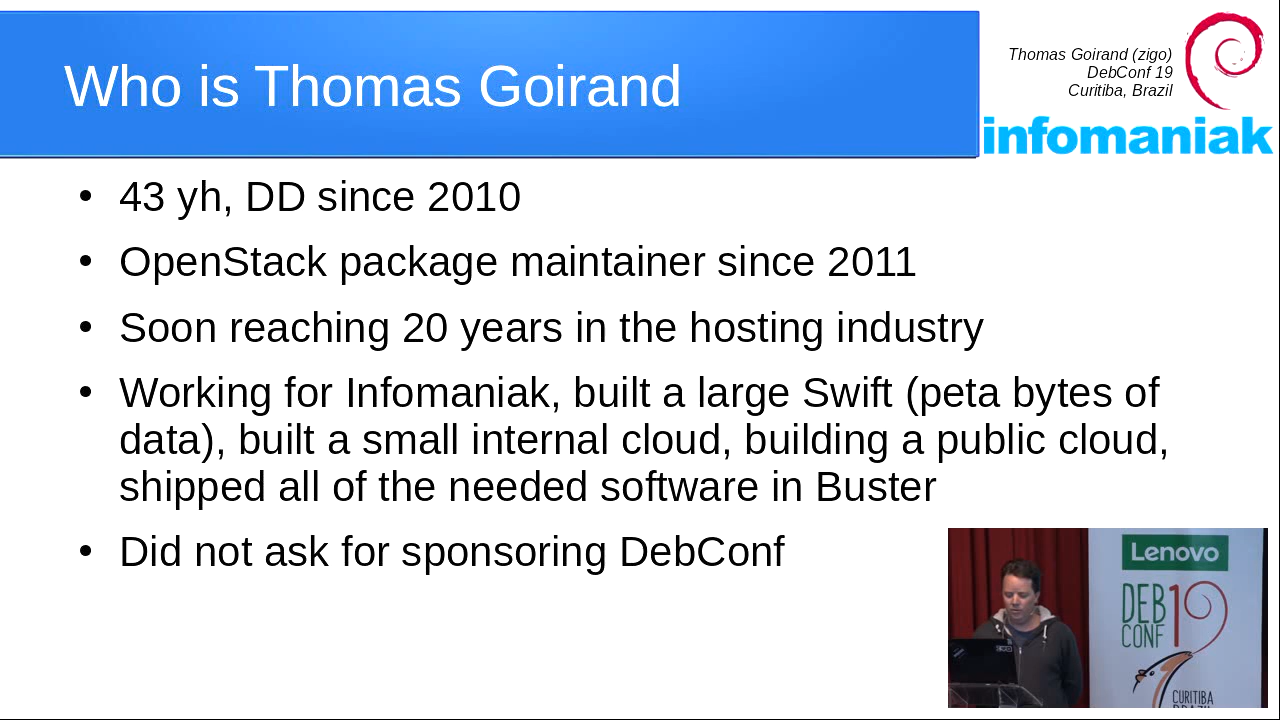 Who is Thomas Goirand
Thomas Goirand (zigo)
DebConf 19
Curitiba, Brazil
infomaniak
• 43 yh, DD since 2010
• OpenStack package maintainer since 2011
• Soon reaching 20 years in the hosting industry
• Working for Infomaniak, built a large Swift (peta bytes of
data), built a small internal cloud, building a public cloud,
shipped all of the needed software in Buster
• Did not ask for sponsoring DebConf
Lenovo
DEB
CONF 19
CURITIBA